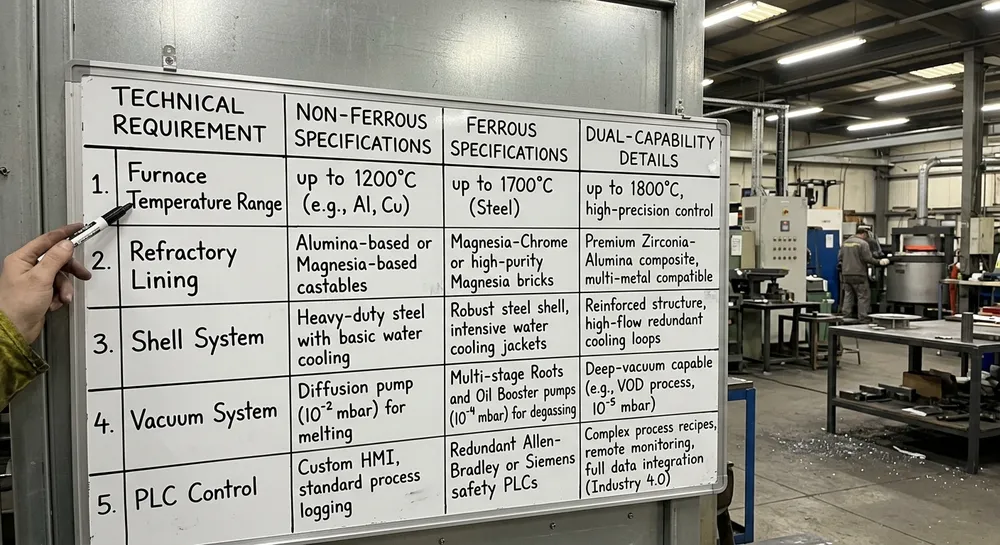 TECHNICAL
REQUIREMENT
NON-FERROUS
SPECIFICATIONS
FERROUS
SPECIFICATIONS
DUAL-CAPABILITY
DETAILS
1.
Furnace
Temperature Range
up to 1200°C
(e.g., Al, Cu)
up to 1700°C
(Steel)
up to 1800°C,
high-precision control
2.
Refractory
Lining
Alumina-based or
Magnesia-based
castables
Magnesia-Chrome
or high-purity
Magnesia bricks
Premium Zirconia-
Alumina composite,
multi-metal compatible
3.
Shell System
Heavy-duty steel
with basic water
cooling
Robust steel shell,
intensive water
cooling jackets
Reinforced structure,
high-flow redundant
cooling loops
4.
Vacuum System
Diffusion pump
(10⁻² mbar) for
melting
Multi-stage Roots
and Oil Booster pumps
(10⁻⁴ mbar) for degassing
Deep-vacuum capable
(e.g., VOD process,
10⁻⁵ mbar)
5.
PLC Control
Custom HMI,
standard process
logging
Redundant Allen-
Bradley or Siemens
safety PLCs
Complex process recipes,
remote monitoring,
full data integration
(Industry 4.0)